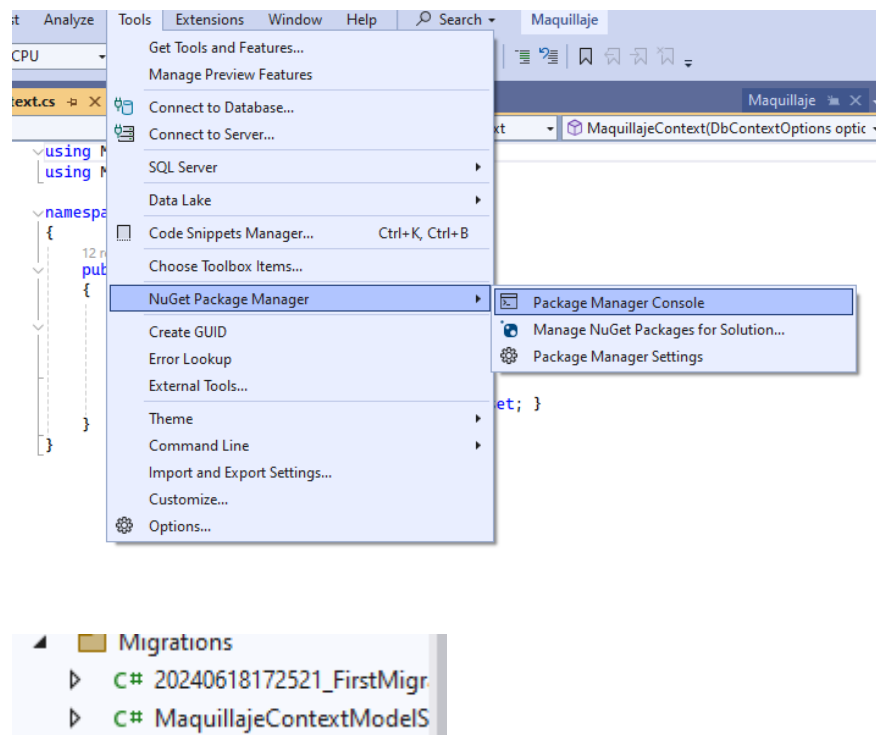 Analyze Tools Extensions Window Help Search Maquillaje
CPU
Get Tools and Features...
Manage Preview Features
ext.cs
Connect to Database...
Maquillaje
Connect to Server...
MaquillajeContext(DbContextOptions optic
using
using
SQL Server
Data Lake
namespa
{
Code Snippets Manager... Ctrl+K, Ctrl+B
12 r
pub
Choose Toolbox Items...
{
NuGet Package Manager
Package Manager Console
Create GUID
Manage NuGet Packages for Solution...
Error Lookup
Package Manager Settings
External Tools...
et; }
Theme
}
Command Line
}
Import and Export Settings...
Customize...
Options...
Migrations
C# 20240618172521_FirstMigr
C# MaquillajeContextModelS